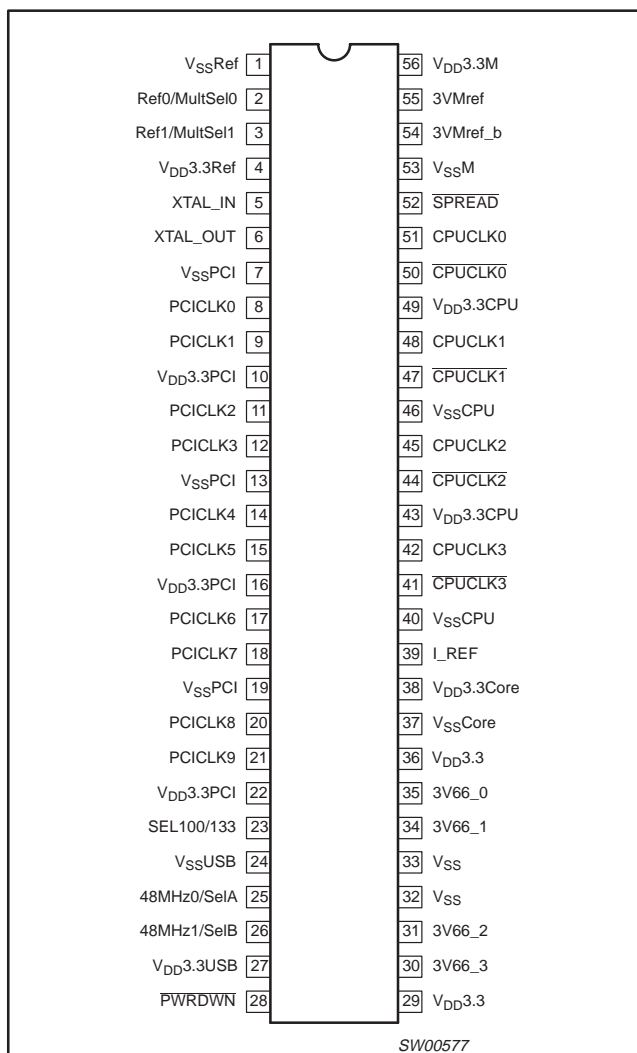 VSSRef 1 56 VDD3.3M
Ref0/MultSel0 2 55 3VMref
Ref1/MultSel1 3 54 3VMref_b
VDD3.3Ref 4 53 VSSM
XTAL_IN 5 52 SPREAD
XTAL_OUT 6 51 CPUCLK0
VSSPCI 7 50 CPUCLK0
PCICLK0 8 49 VDD3.3CPU
PCICLK1 9 48 CPUCLK1
VDD3.3PCI 10 47 CPUCLK1
PCICLK2 11 46 VSSCPU
PCICLK3 12 45 CPUCLK2
VSSPCI 13 44 CPUCLK2
PCICLK4 14 43 VDD3.3CPU
PCICLK5 15 42 CPUCLK3
VDD3.3PCI 16 41 CPUCLK3
PCICLK6 17 40 VSSCPU
PCICLK7 18 39 I_REF
VSSPCI 19 38 VDD3.3Core
PCICLK8 20 37 VSSCore
PCICLK9 21 36 VDD3.3
VDD3.3PCI 22 35 3V66_0
SEL100/133 23 34 3V66_1
VSSUSB 24 33 VSS
48MHz0/SelA 25 32 VSS
48MHz1/SelB 26 31 3V66_2
VDD3.3USB 27 30 3V66_3
PWRDWN 28 29 VDD3.3
SW00577